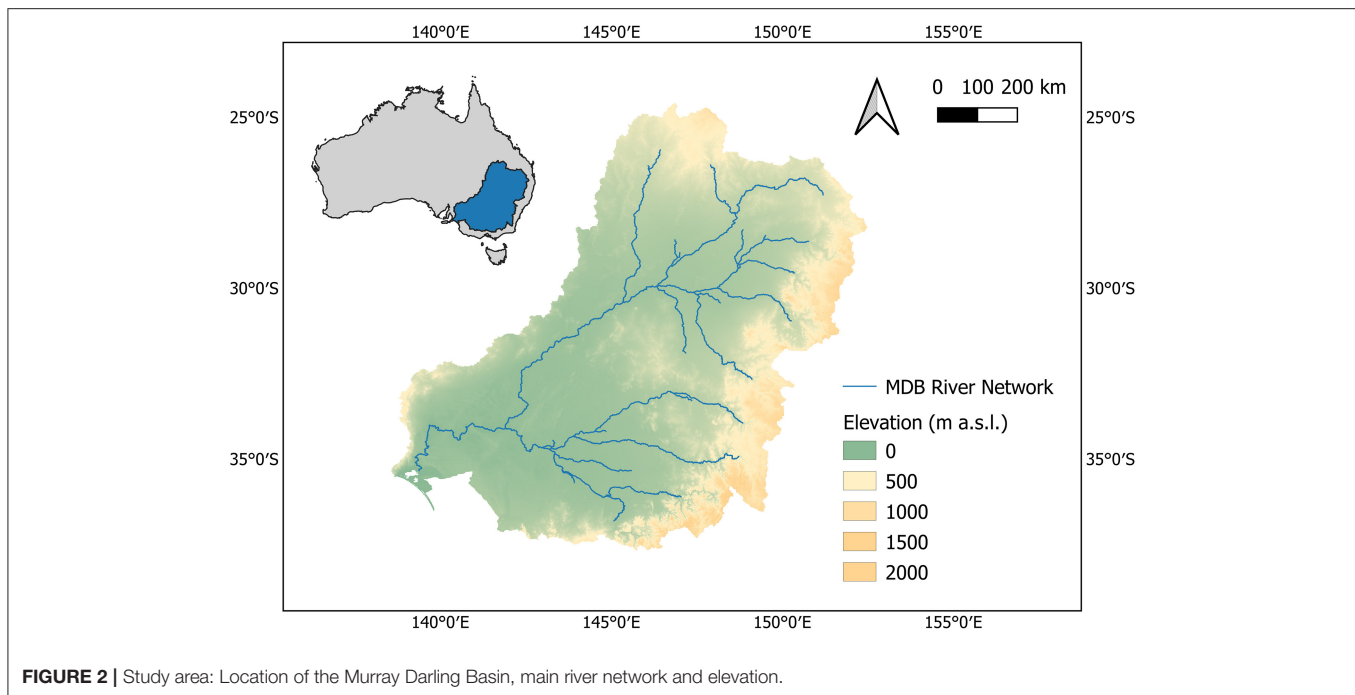 140°0′E 145°0′E 150°0′E 155°0′E
0 100 200 km
25°0′S 25°0′S
30°0′S 30°0′S
MDB River Network
Elevation (m a.s.l.)
0
35°0′S 35°0′S
500
1000
1500
2000
140°0′E 145°0′E 150°0′E 155°0′E
FIGURE 2 | Study area: Location of the Murray Darling Basin, main river network and elevation.